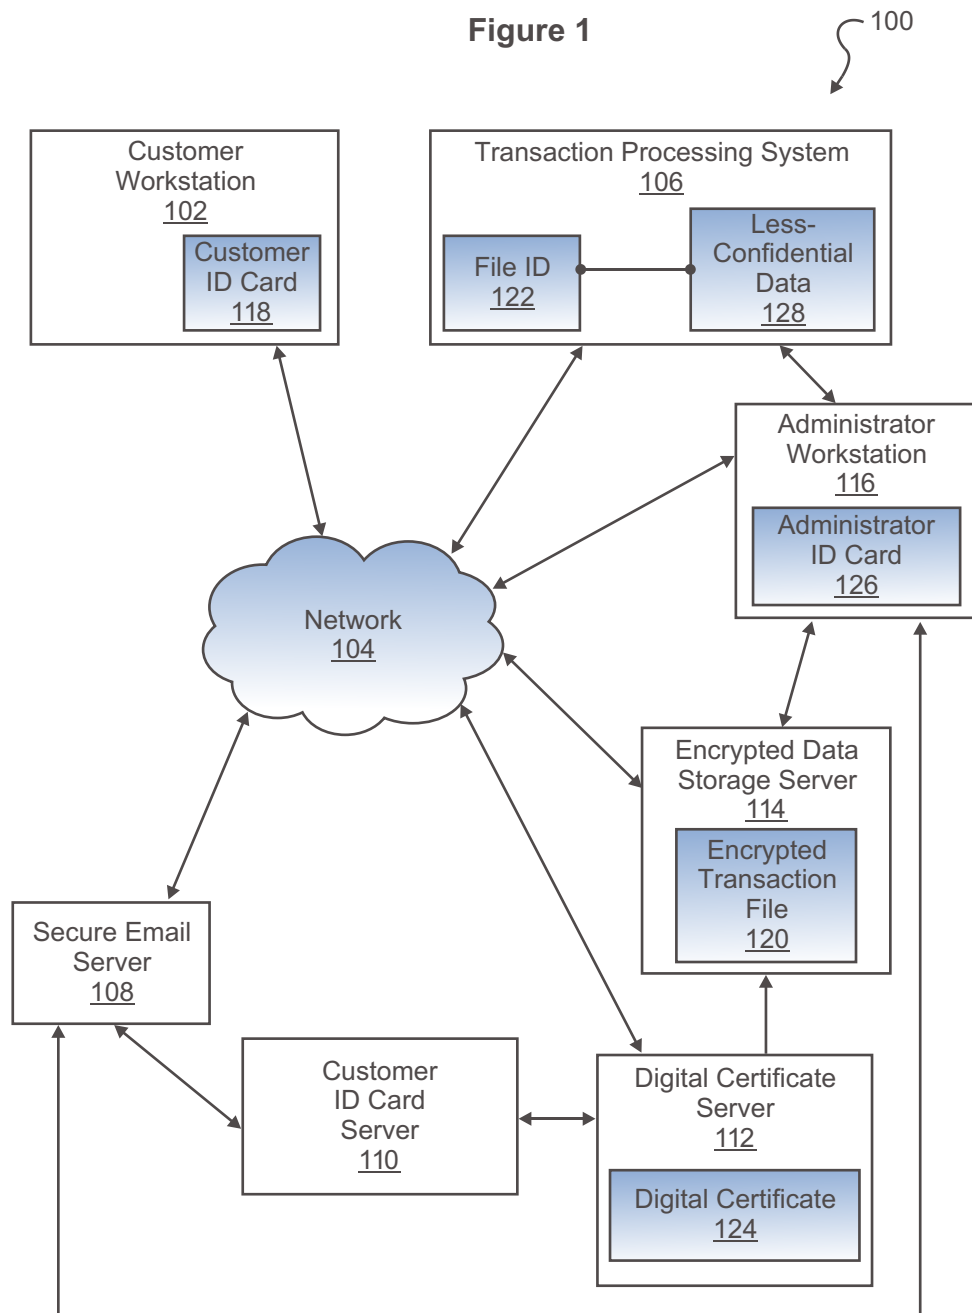 Figure 1
100
Customer
Workstation
102
Customer
ID Card
118
Transaction Processing System
106
File ID
122
Less-
Confidential
Data
128
Administrator
Workstation
116
Administrator
ID Card
126
Network
104
Encrypted Data
Storage Server
114
Encrypted
Transaction
File
120
Secure Email
Server
108
Customer
ID Card
Server
110
Digital Certificate
Server
112
Digital Certificate
124